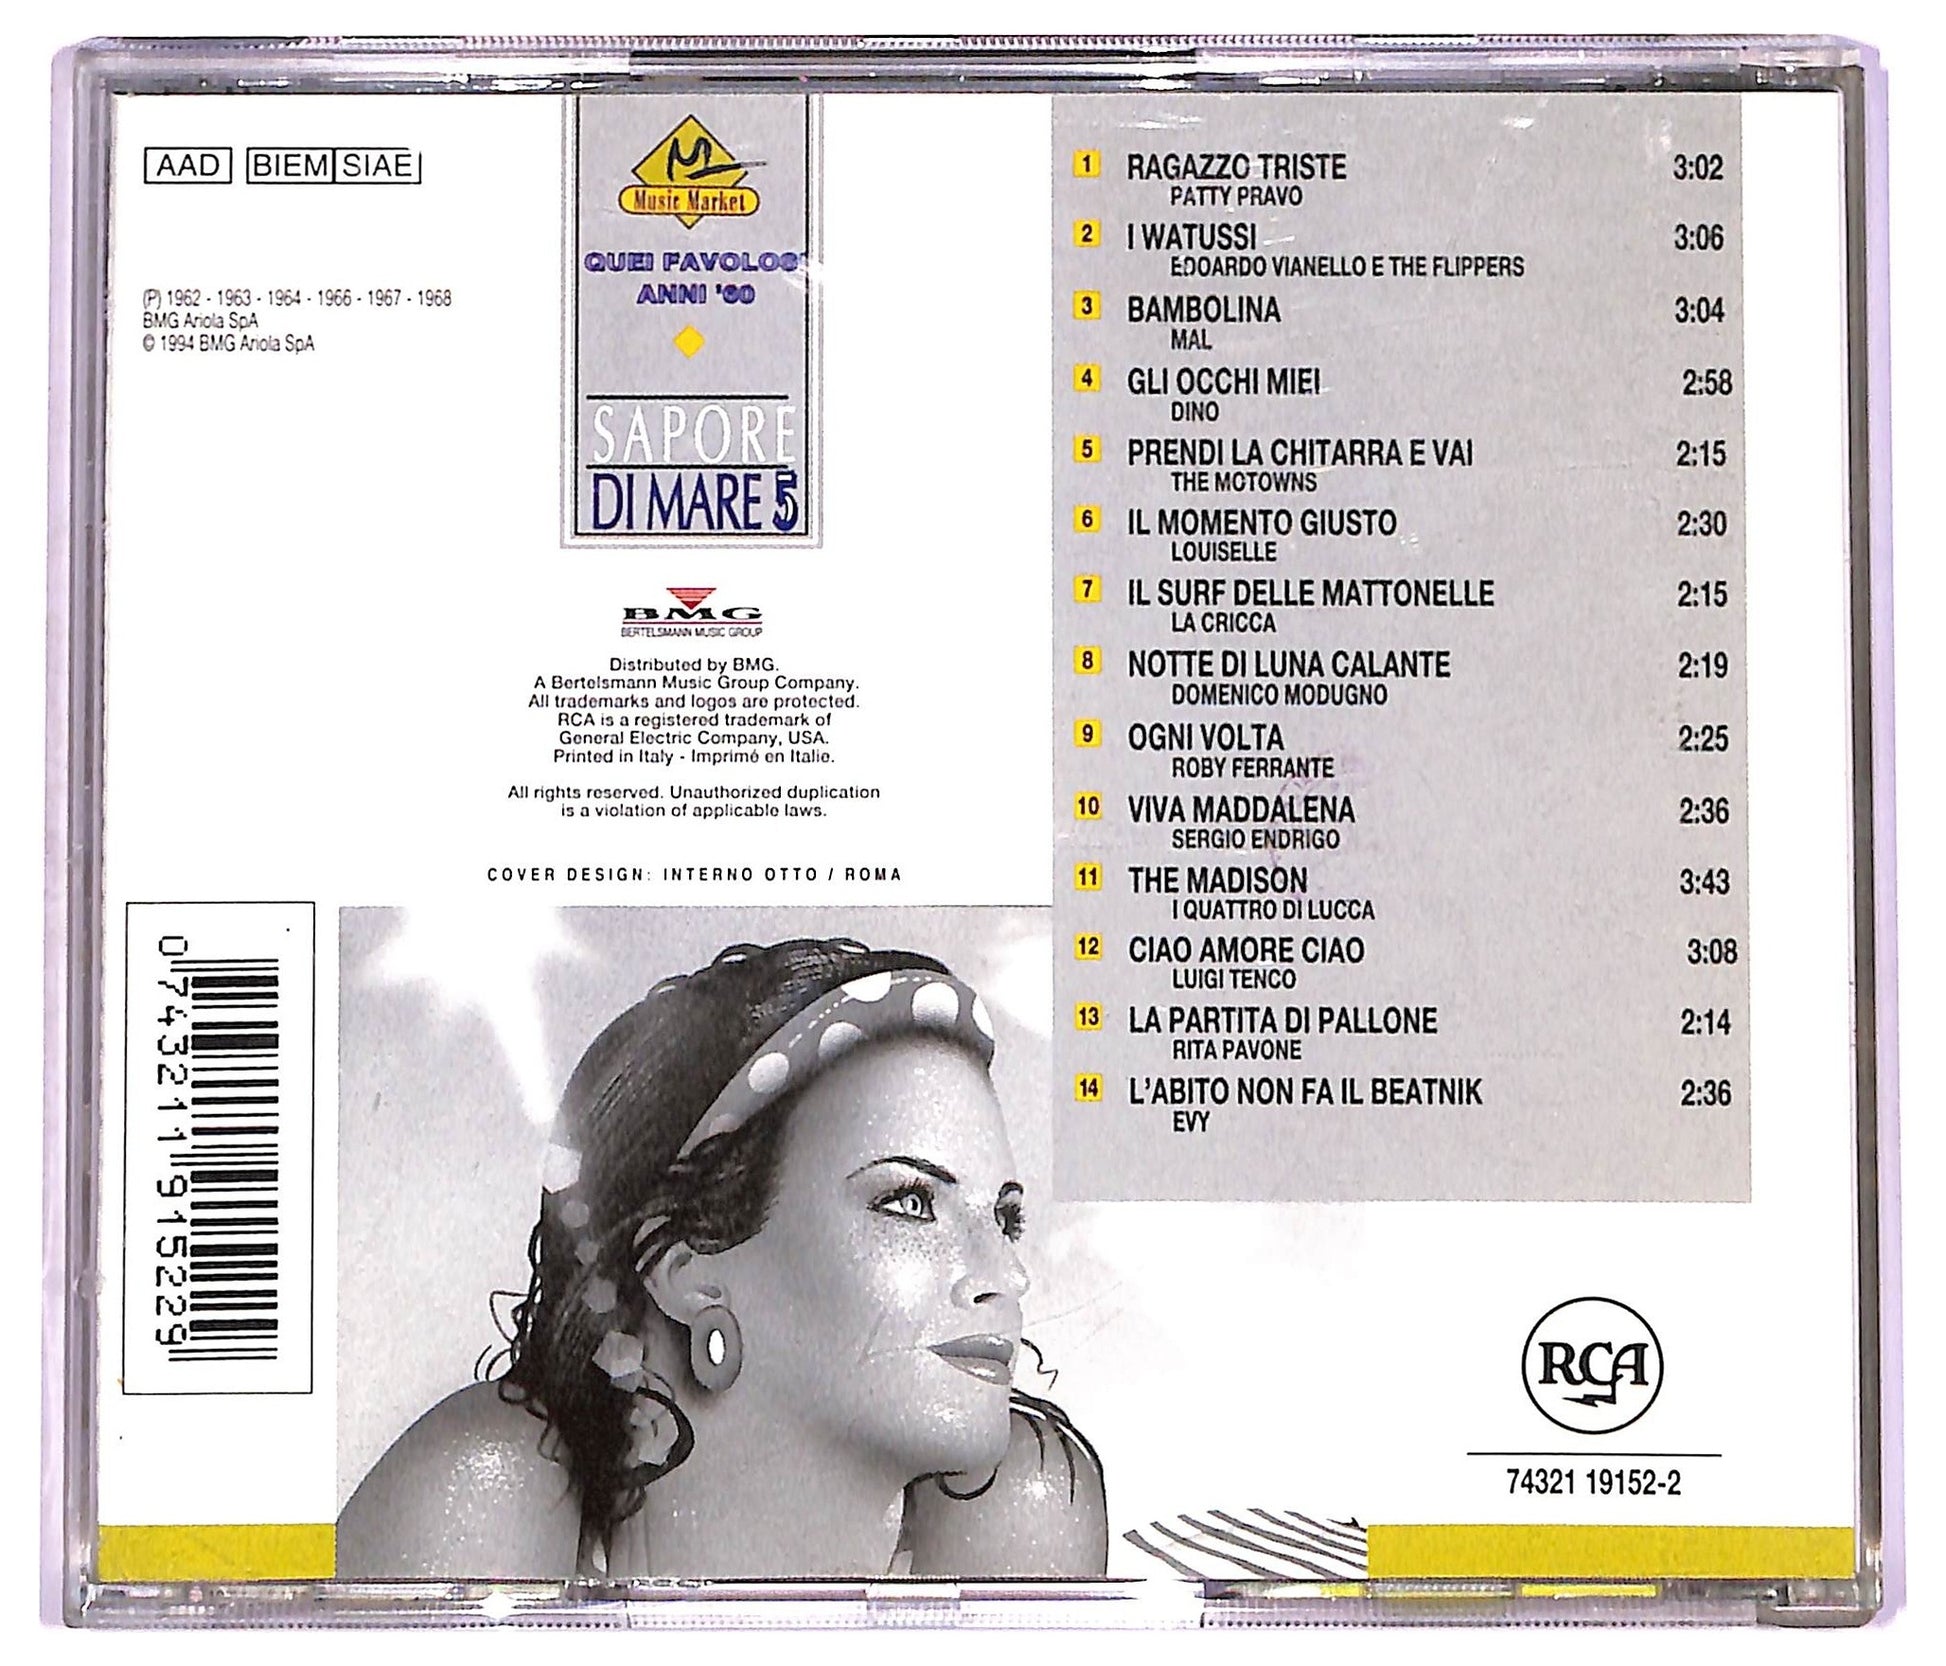 AAD BIEM SIAE
(P) 1962 - 1963 - 1964 - 1966 - 1967 - 1968
BMG Ariola SpA
© 1994 BMG Ariola SpA
Music Market
QUEI FAVOLOSI
ANNI '60
SAPORE
DI MARE 5
BMG
BERTELSMANN MUSIC GROUP
Distributed by BMG.
A Bertelsmann Music Group Company.
All trademarks and logos are protected.
RCA is a registered trademark of
General Electric Company, USA.
Printed in Italy - Imprimé en Italie.
All rights reserved. Unauthorized duplication
is a violation of applicable laws.
COVER DESIGN: INTERNO OTTO / ROMA
0 74321 19152 9
1 RAGAZZO TRISTE 3:02
PATTY PRAVO
2 I WATUSSI 3:06
EDOARDO VIANELLO E THE FLIPPERS
3 BAMBOLINA 3:04
MAL
4 GLI OCCHI MIEI 2:58
DINO
5 PRENDI LA CHITARRA E VAI 2:15
THE MOTOWNS
6 IL MOMENTO GIUSTO 2:30
LOUISELLE
7 IL SURF DELLE MATTONELLE 2:15
LA CRICCA
8 NOTTE DI LUNA CALANTE 2:19
DOMENICO MODUGNO
9 OGNI VOLTA 2:25
ROBY FERRANTE
10 VIVA MADDALENA 2:36
SERGIO ENDRIGO
11 THE MADISON 3:43
I QUATTRO DI LUCCA
12 CIAO AMORE CIAO 3:08
LUIGI TENCO
13 LA PARTITA DI PALLONE 2:14
RITA PAVONE
14 L'ABITO NON FA IL BEATNIK 2:36
EVY
RCA
74321 19152-2